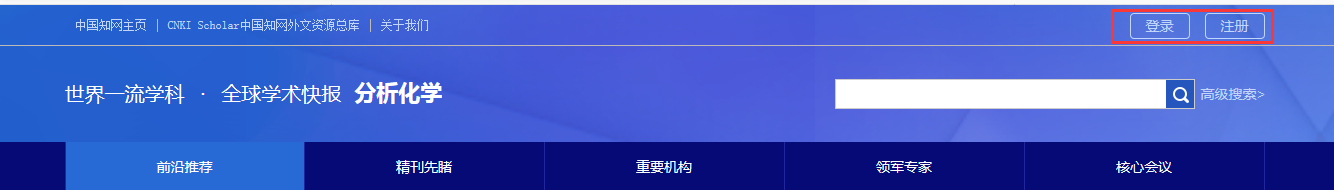 中国知网主页 | CNKI Scholar中国知网外文资源总库 | 关于我们 登录 注册
世界一流学科 · 全球学术快报 分析化学 高级搜索>
前沿推荐 精刊先睹 重要机构 领军专家 核心会议